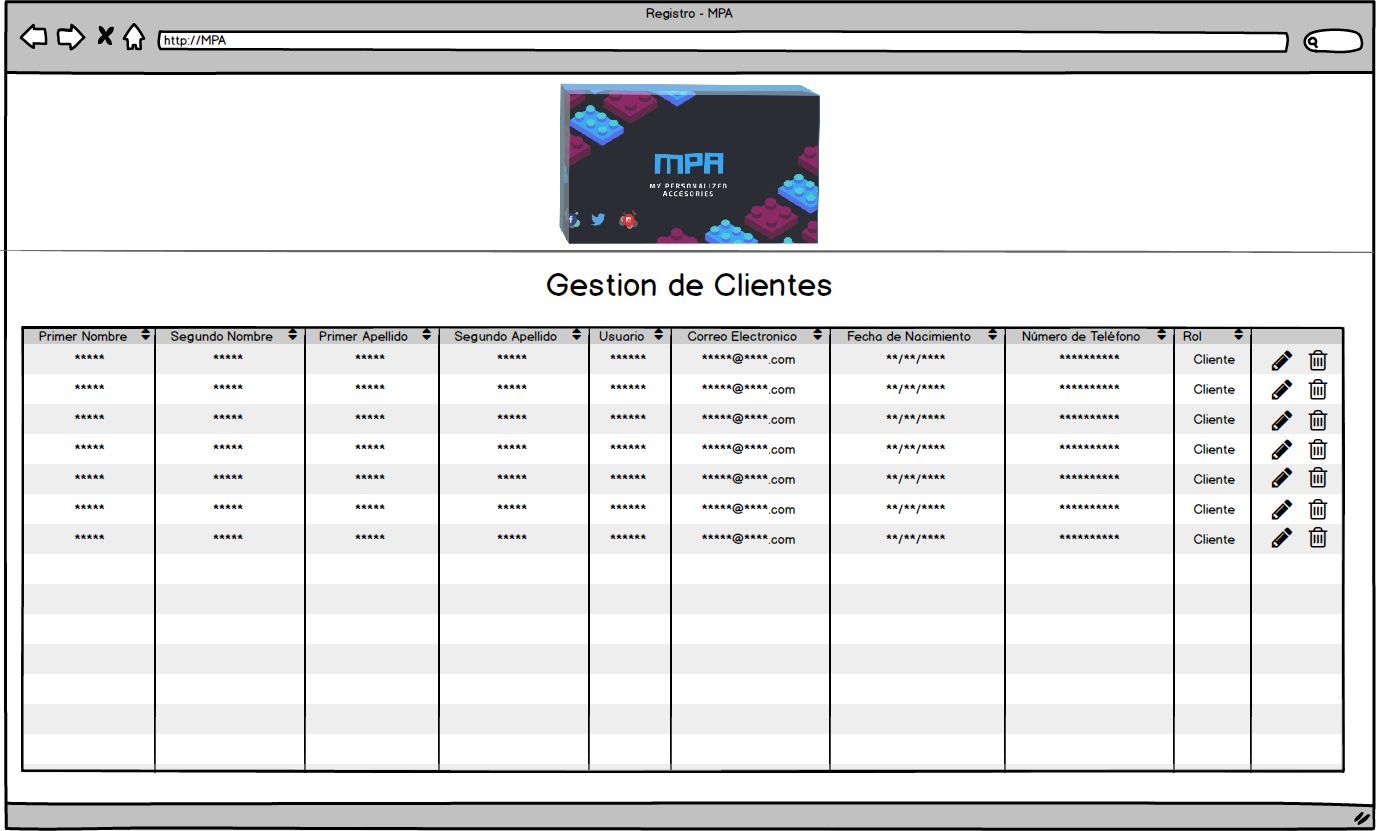 Registro - MPA
http://MPA
MPA
MY PERSONALIZED
ACCESORIES
Gestion de Clientes
Primer Nombre Segundo Nombre Primer Apellido Segundo Apellido Usuario Correo Electronico Fecha de Nacimiento Número de Teléfono Rol
***** ***** ***** ***** ****** *****@****.com **/**/**** ********** Cliente
***** ***** ***** ***** ****** *****@****.com **/**/**** ********** Cliente
***** ***** ***** ***** ****** *****@****.com **/**/**** ********** Cliente
***** ***** ***** ***** ****** *****@****.com **/**/**** ********** Cliente
***** ***** ***** ***** ****** *****@****.com **/**/**** ********** Cliente
***** ***** ***** ***** ****** *****@****.com **/**/**** ********** Cliente
***** ***** ***** ***** ****** *****@****.com **/**/**** ********** Cliente